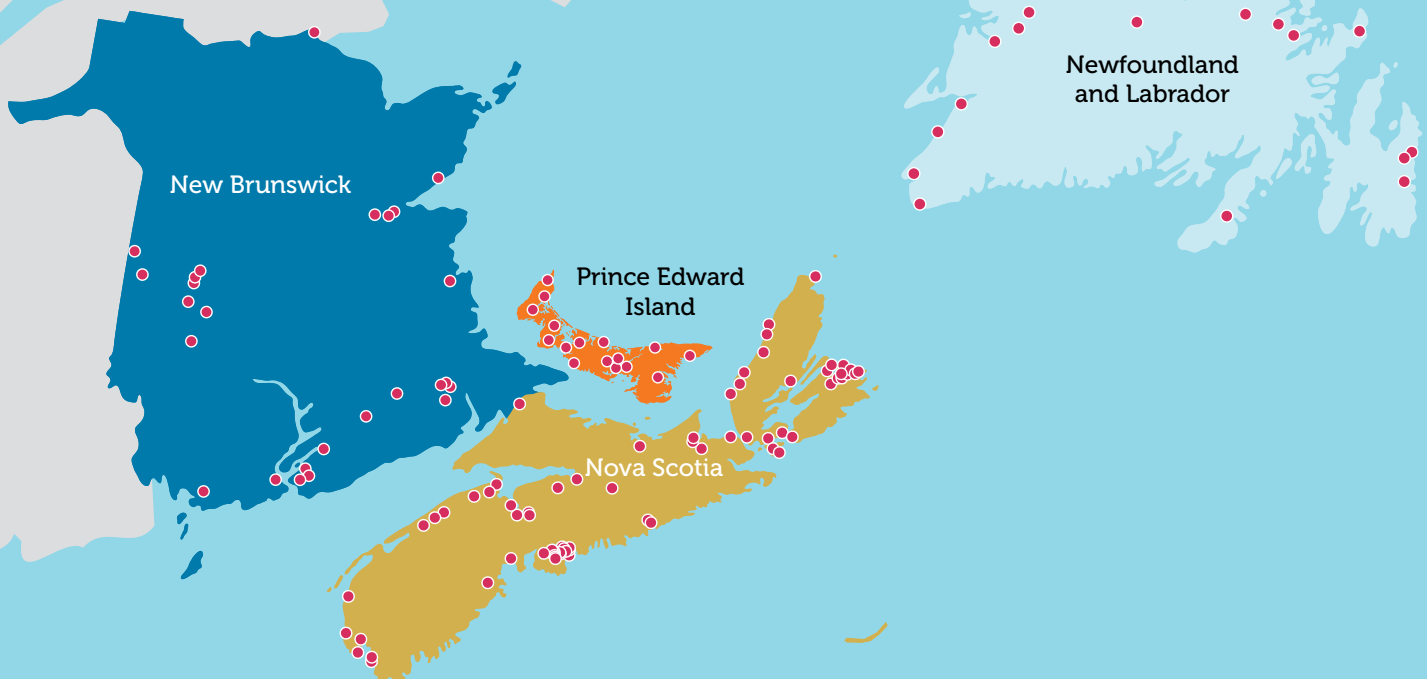 Newfoundland
and Labrador
New Brunswick
Prince Edward
Island
Nova Scotia